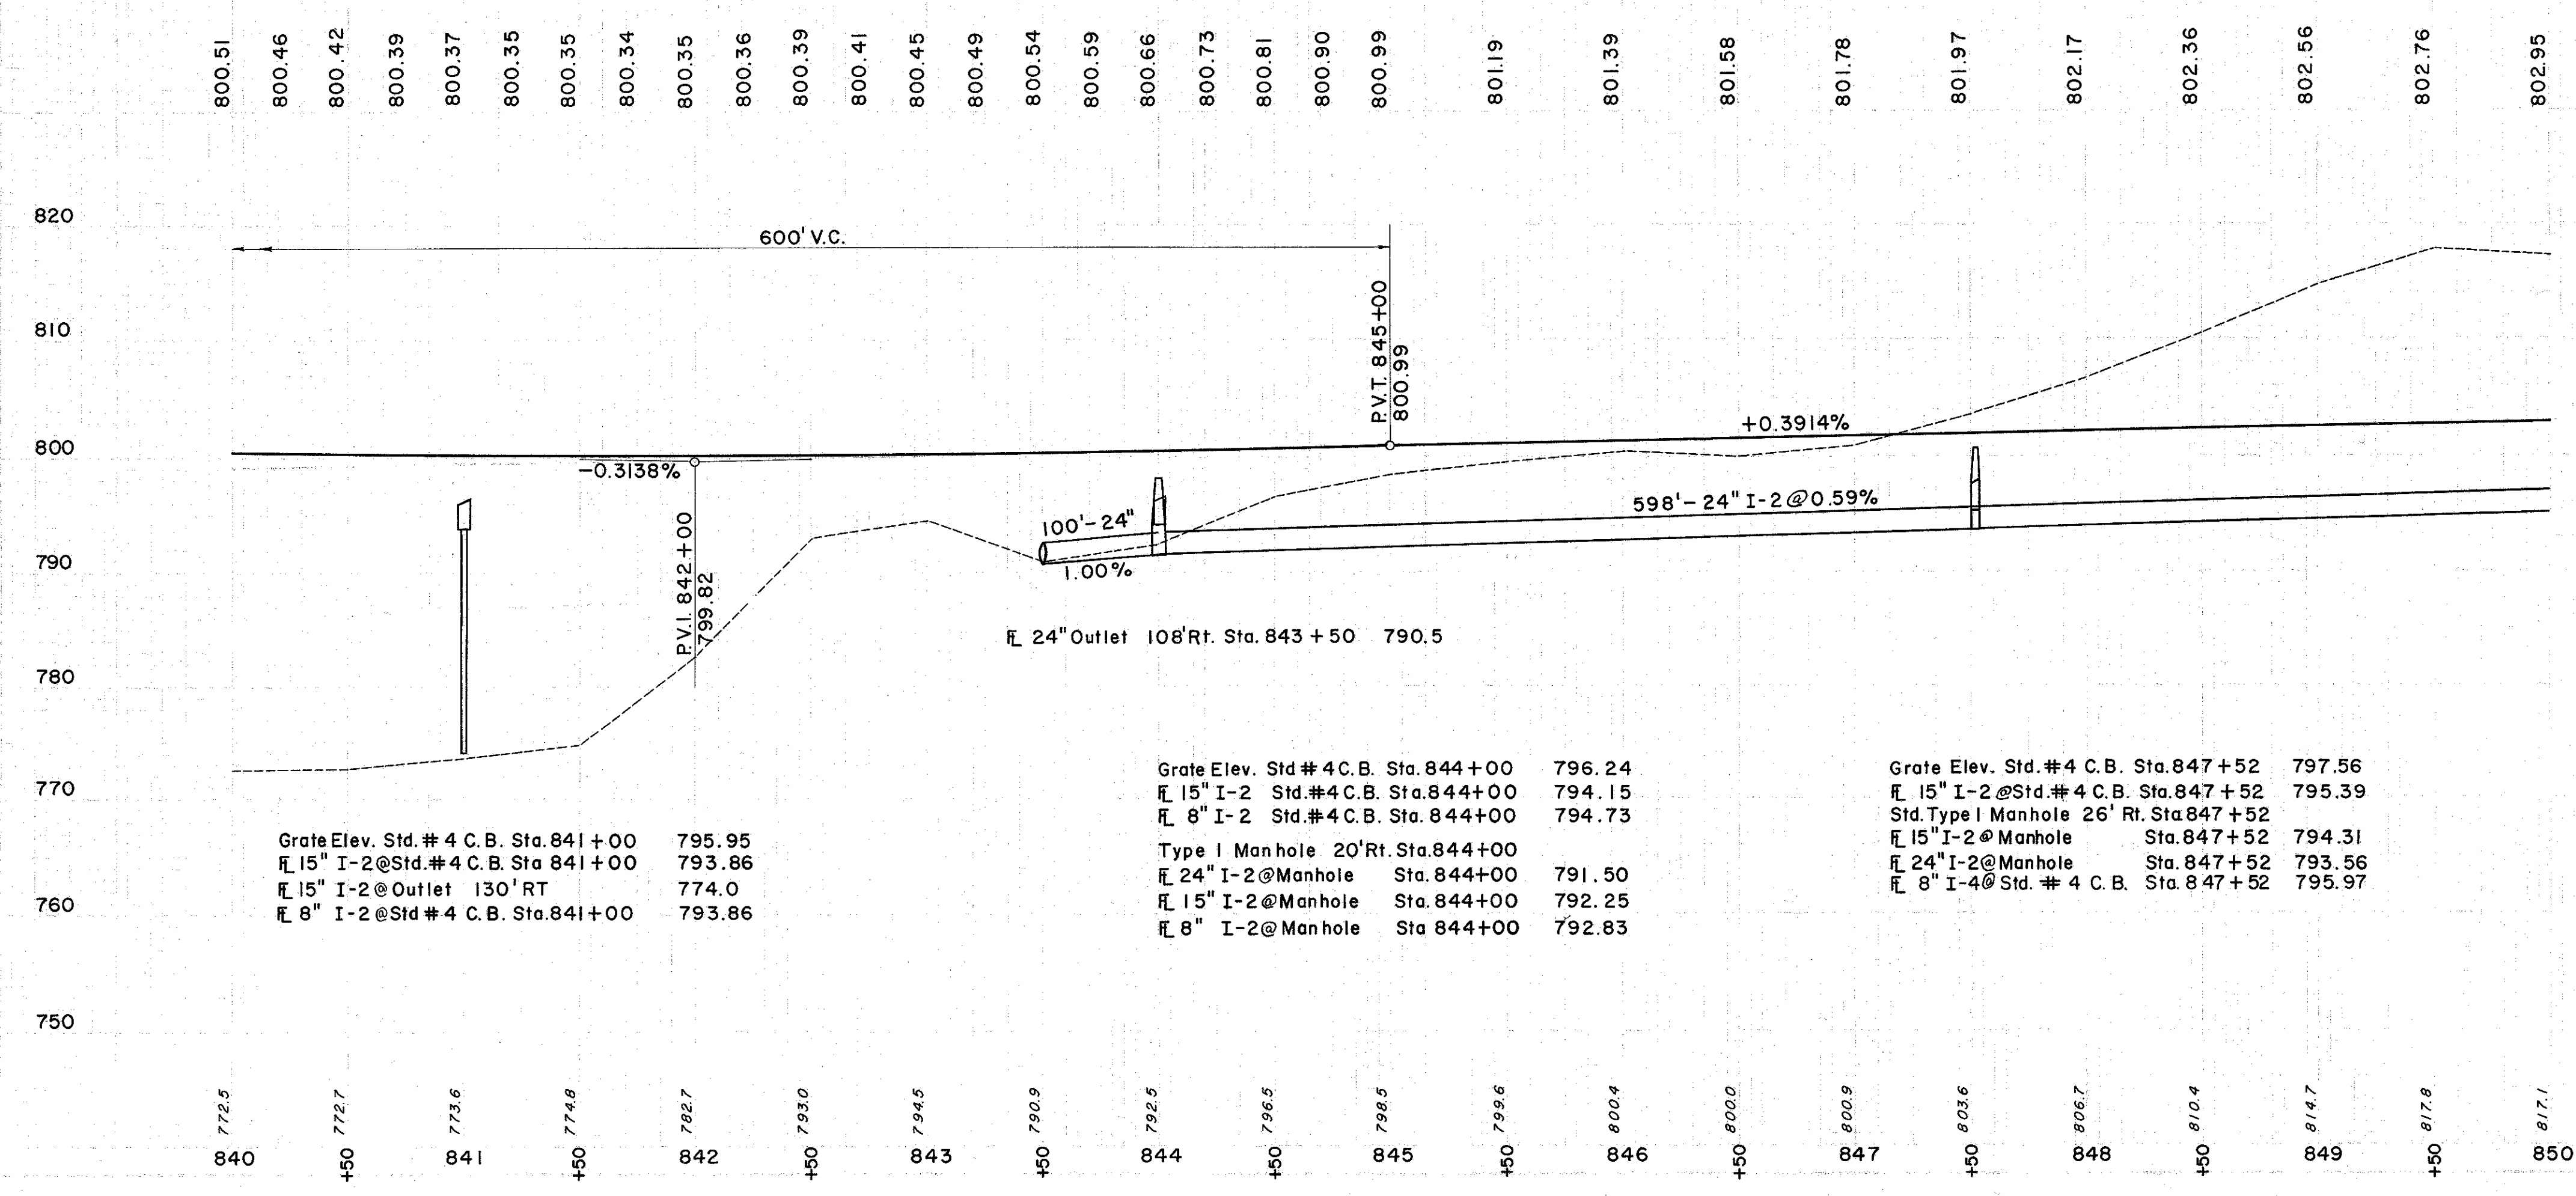 800.51 800.46 800.42 800.39 800.37 800.35 800.35 800.34 800.35 800.36 800.39 800.41 800.45 800.49 800.54 800.59 800.66 800.73 800.81 800.90 800.99 801.19 801.39 801.58 801.78 801.97 802.17 802.36 802.56 802.76 802.95
820
600' V.C.
810
P.V.T. 845+00
800.99
+0.3914%
800
-0.3138%
598'-24" I-2 @ 0.59%
100'-24"
790
1.00%
P.V.I. 842+00
799.82
FL 24" Outlet 108' Rt. Sta. 843+50 790.5
780
770
Grate Elev. Std. #4 C.B. Sta. 841+00 795.95
FL 15" I-2@Std.#4 C.B. Sta 841+00 793.86
FL 15" I-2@Outlet 130' RT 774.0
FL 8" I-2@Std #4 C.B. Sta.841+00 793.86
Grate Elev. Std #4 C.B. Sta. 844+00 796.24
FL 15" I-2 Std.#4 C.B. Sta.844+00 794.15
FL 8" I-2 Std.#4 C.B. Sta. 844+00 794.73
Type I Manhole 20' Rt. Sta.844+00
FL 24" I-2@Manhole Sta. 844+00 791.50
FL 15" I-2@Manhole Sta. 844+00 792.25
FL 8" I-2@Manhole Sta 844+00 792.83
Grate Elev. Std. #4 C.B. Sta.847+52 797.56
FL 15" I-2@Std.#4 C.B. Sta.847+52 795.39
Std. Type I Manhole 26' Rt. Sta 847+52
FL 15" I-2@Manhole Sta.847+52 794.31
FL 24" I-2@Manhole Sta. 847+52 793.56
FL 8" I-4@ Std. #4 C.B. Sta. 847+52 795.97
760
750
772.5 772.7 773.6 774.8 782.7 793.0 794.5 790.9 792.5 796.5 798.5 799.6 800.4 800.0 800.9 803.6 806.7 810.4 814.7 817.8 817.1
840 +50 841 +50 842 +50 843 +50 844 +50 845 +50 846 +50 847 +50 848 +50 849 +50 850